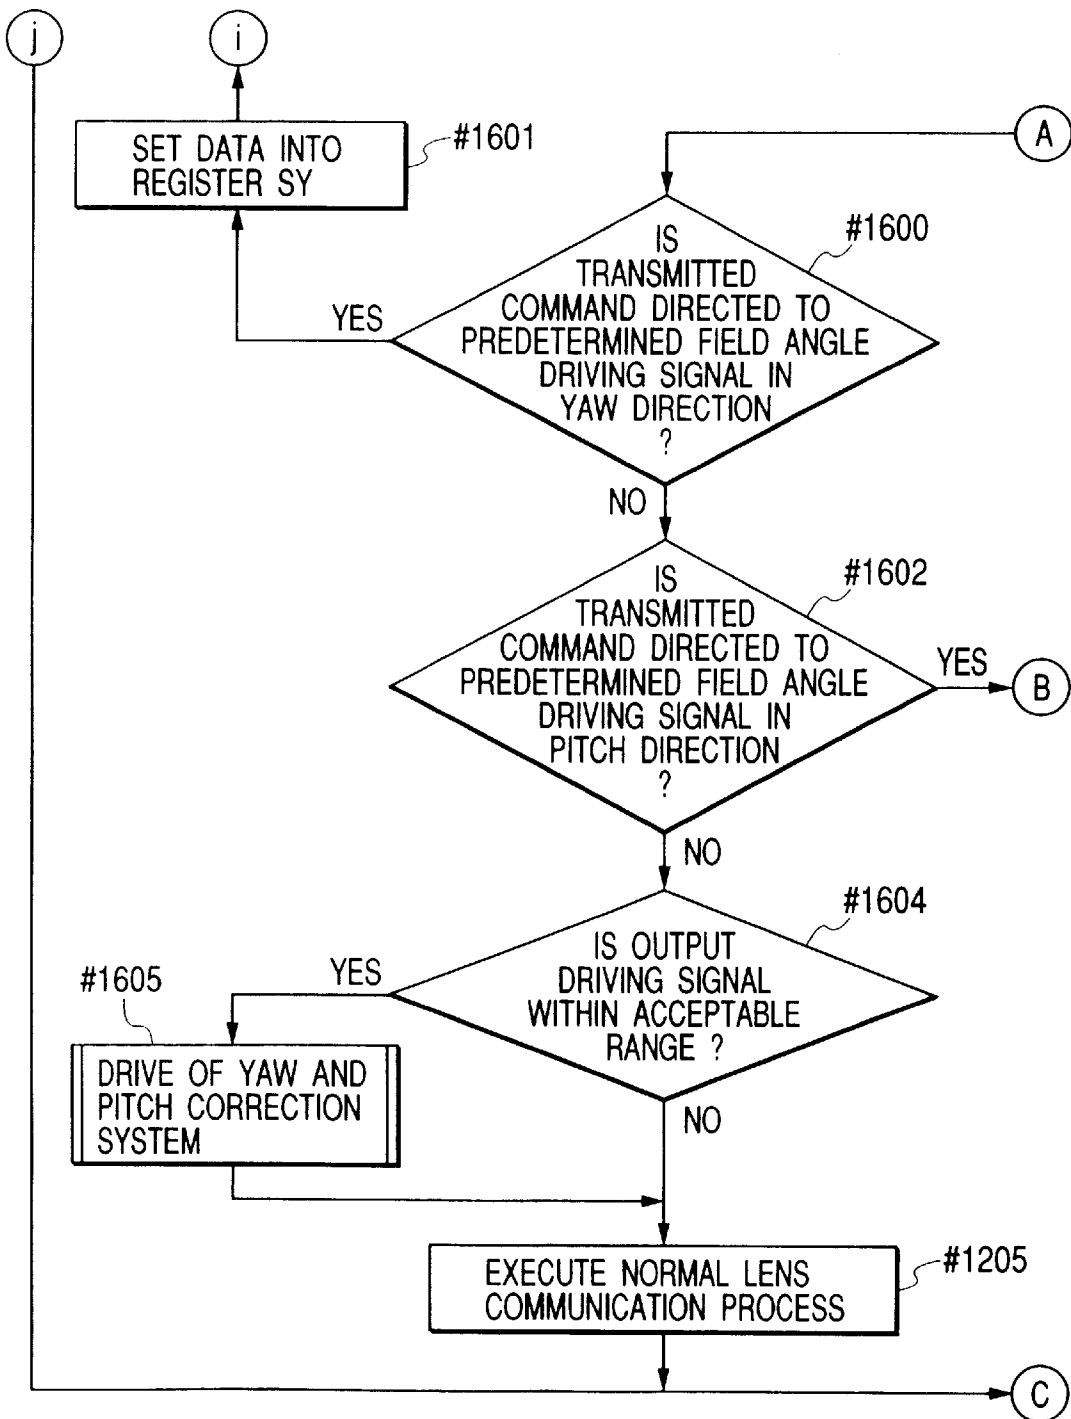 j
i
A
SET DATA INTO
REGISTER SY
#1601
#1600
IS
TRANSMITTED
COMMAND DIRECTED TO
PREDETERMINED FIELD ANGLE
DRIVING SIGNAL IN
YAW DIRECTION
?
YES
NO
#1602
IS
TRANSMITTED
COMMAND DIRECTED TO
PREDETERMINED FIELD ANGLE
DRIVING SIGNAL IN
PITCH DIRECTION
?
YES
B
NO
#1604
IS OUTPUT
DRIVING SIGNAL
WITHIN ACCEPTABLE
RANGE ?
YES
#1605
DRIVE OF YAW AND
PITCH CORRECTION
SYSTEM
NO
EXECUTE NORMAL LENS
COMMUNICATION PROCESS
#1205
C